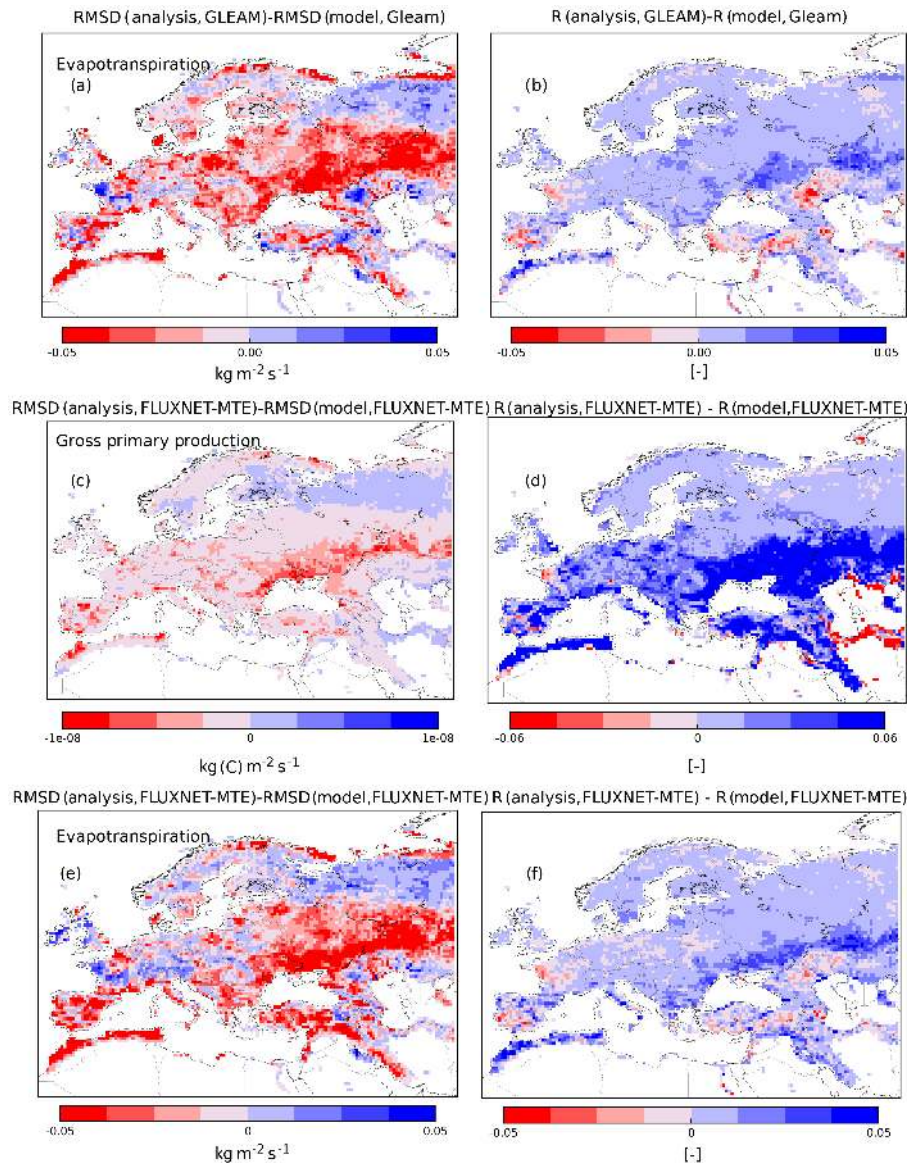 RMSD (analysis, GLEAM)-RMSD (model, Gleam)
R (analysis, GLEAM)-R (model, Gleam)
Evapotranspiration
(a)
(b)
-0.05 0.00 0.05
kg m⁻² s⁻¹
-0.05 0.00 0.05
[-]
RMSD (analysis, FLUXNET-MTE)-RMSD (model, FLUXNET-MTE)
R (analysis, FLUXNET-MTE) - R (model, FLUXNET-MTE)
Gross primary production
(c)
(d)
-1e-08 0 1e-08
kg (C) m⁻² s⁻¹
-0.06 0 0.06
[-]
RMSD (analysis, FLUXNET-MTE)-RMSD (model, FLUXNET-MTE)
R (analysis, FLUXNET-MTE) - R (model, FLUXNET-MTE)
Evapotranspiration
(e)
(f)
-0.05 0 0.05
kg m⁻² s⁻¹
0.05 0 0.05
[-]